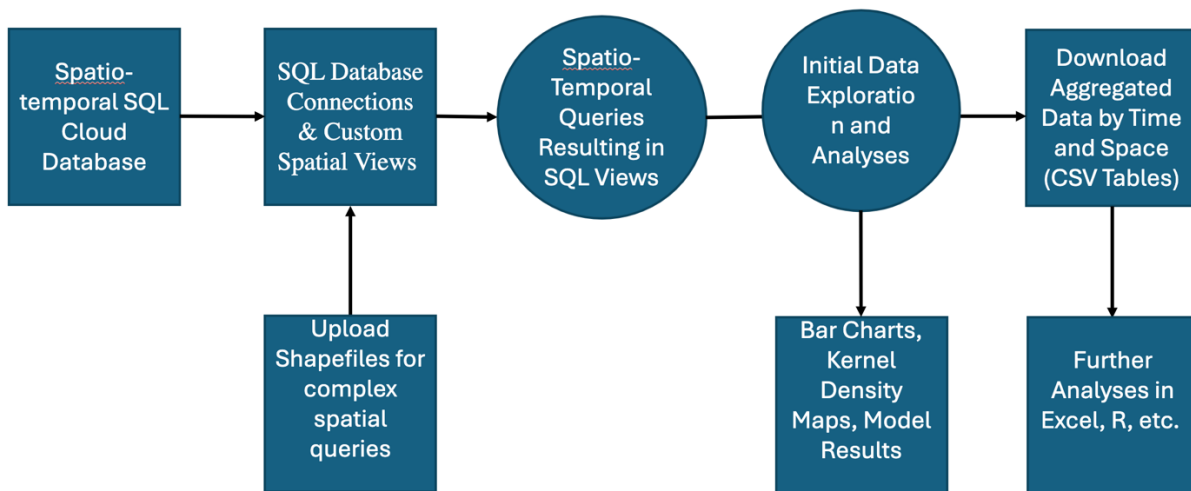 Spatio-
temporal SQL
Cloud
Database
SQL Database
Connections
& Custom
Spatial Views
Spatio-
Temporal
Queries
Resulting in
SQL Views
Initial Data
Exploratio
n and
Analyses
Download
Aggregated
Data by Time
and Space
(CSV Tables)
Upload
Shapefiles for
complex
spatial
queries
Bar Charts,
Kernel
Density
Maps, Model
Results
Further
Analyses in
Excel, R, etc.